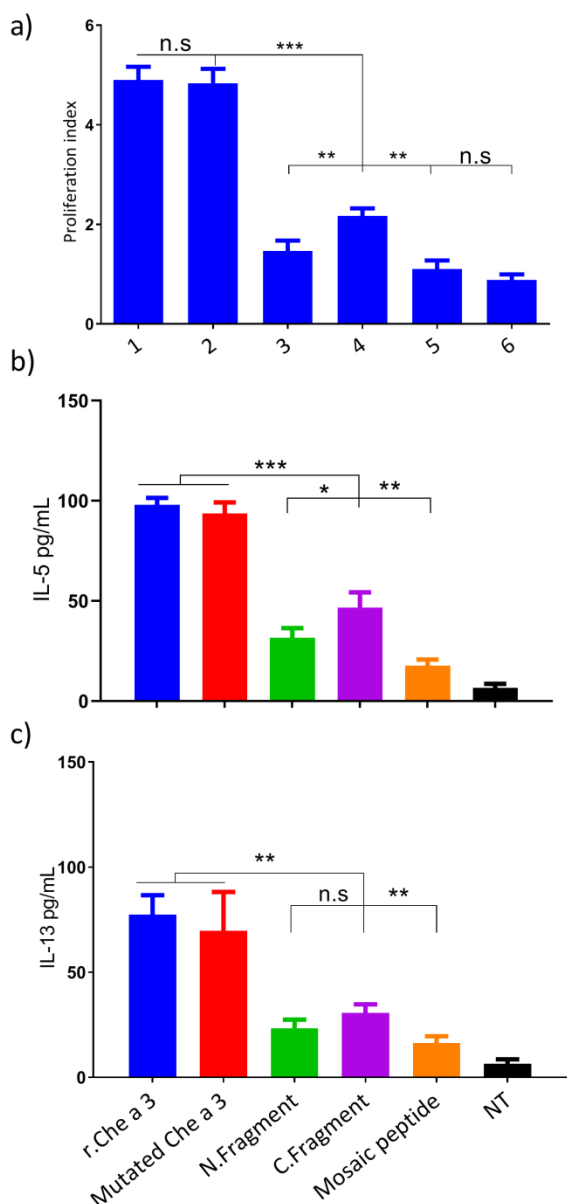 a)
Proliferation index
6
4
2
0
n.s
***
**
**
n.s
1
2
3
4
5
6
b)
IL-5 pg/mL
150
100
50
0
***
*
**
c)
IL-13 pg/mL
150
100
50
0
**
n.s
**
r.Che a 3
Mutated Che a 3
N.Fragment
C.Fragment
Mosaic peptide
NT